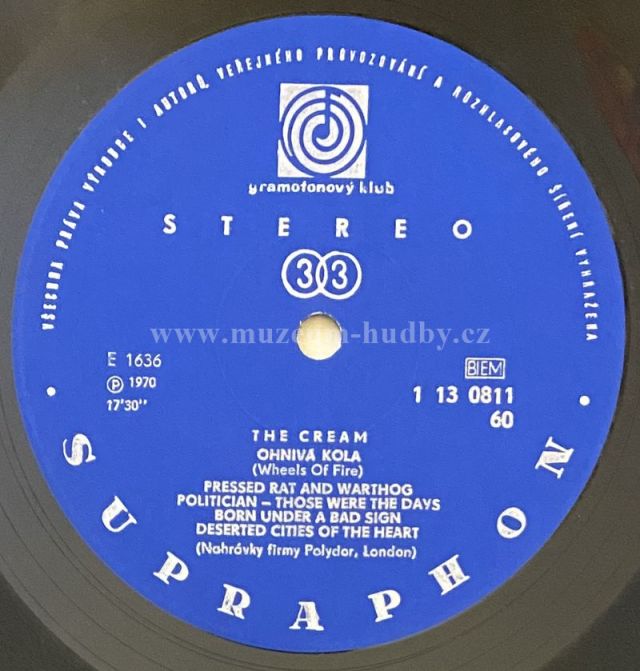 VŠECHNA PRÁVA VÝROBCE I AUTORŮ, VEŘEJNÉHO PROVOZOVÁNÍ A ROZHLASOVÉHO ŠÍŘENÍ VYHRAZENA
gramofonový klub
STEREO
33
www.muzeum-hudby.cz
E 1636
BIEM
Ⓟ 1970
1 13 0811
17'30''
60
THE CREAM
OHNIVÁ KOLA
(Wheels Of Fire)
PRESSED RAT AND WARTHOG
POLITICIAN – THOSE WERE THE DAYS
BORN UNDER A BAD SIGN
DESERTED CITIES OF THE HEART
(Nahrávky firmy Polydor, London)
SUPRAPHON